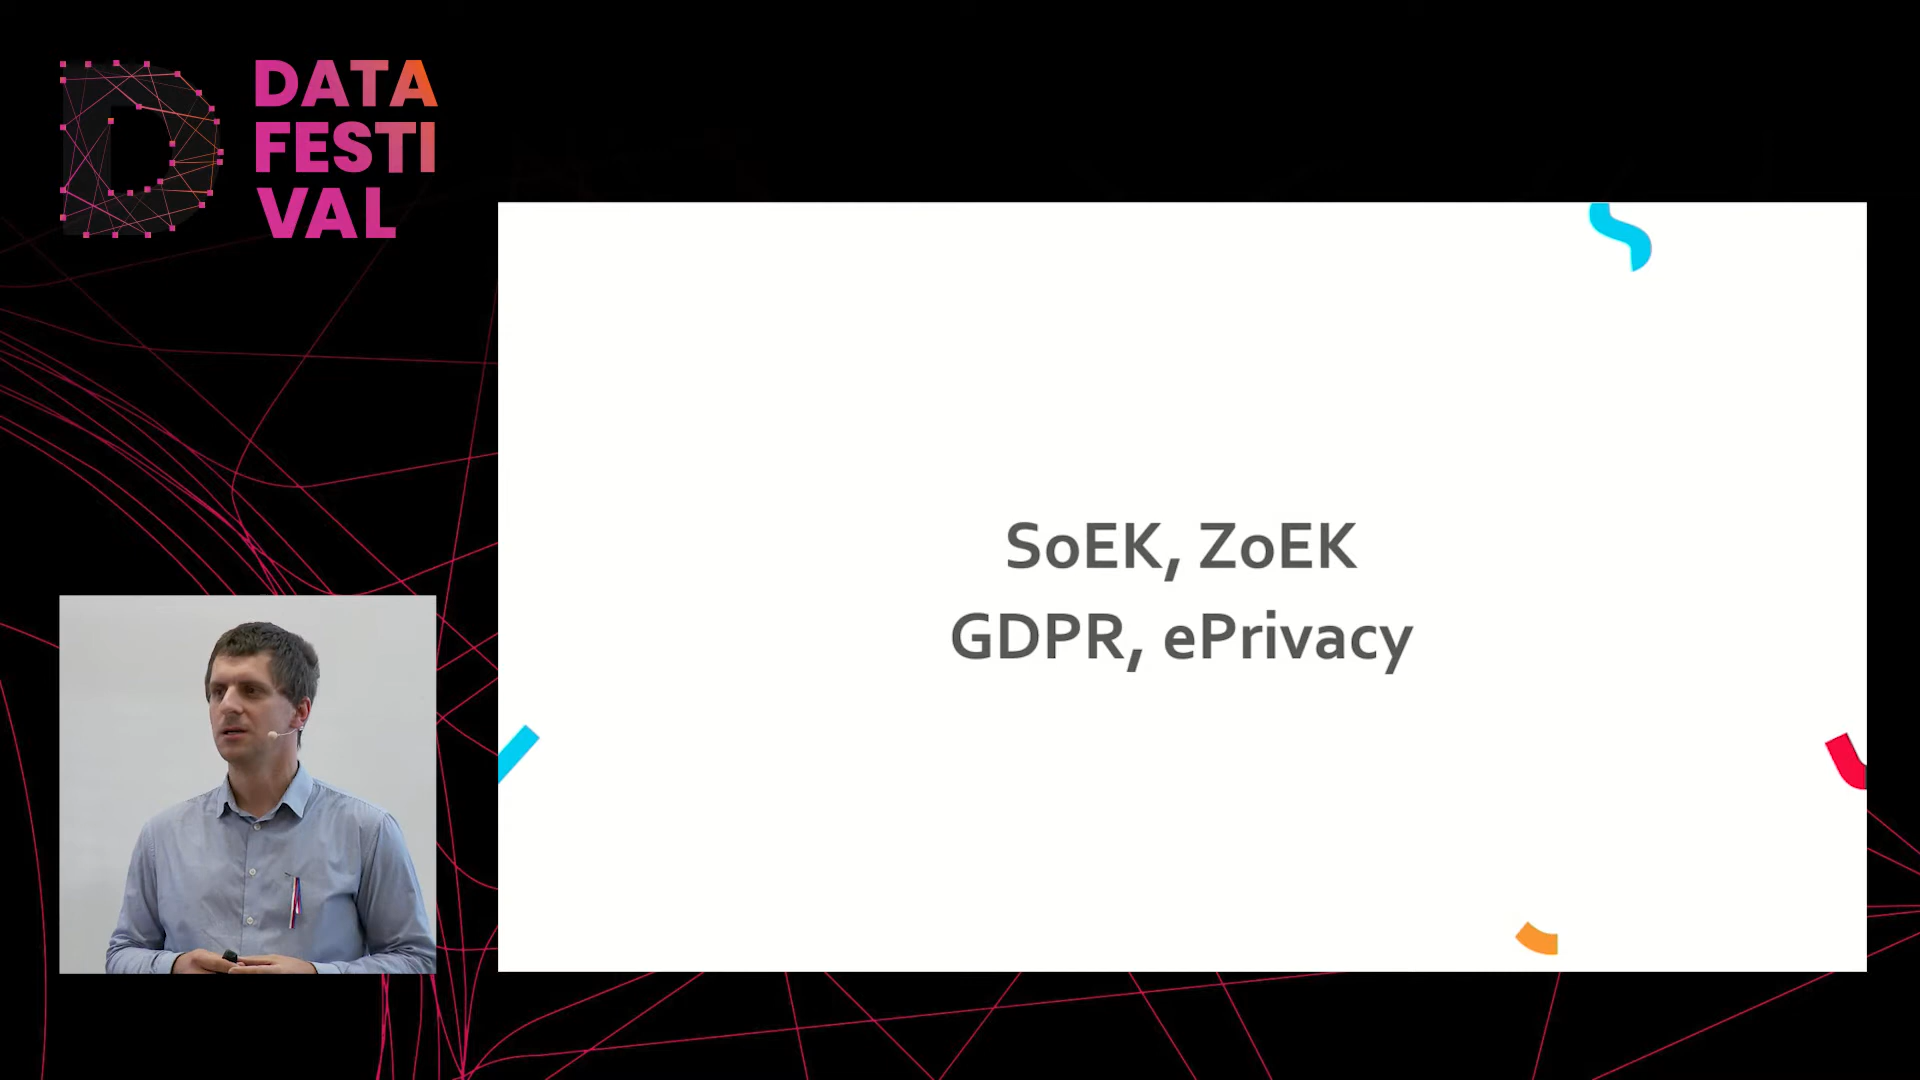 DATA
FESTI
VAL
SoEK, ZoEK
GDPR, ePrivacy